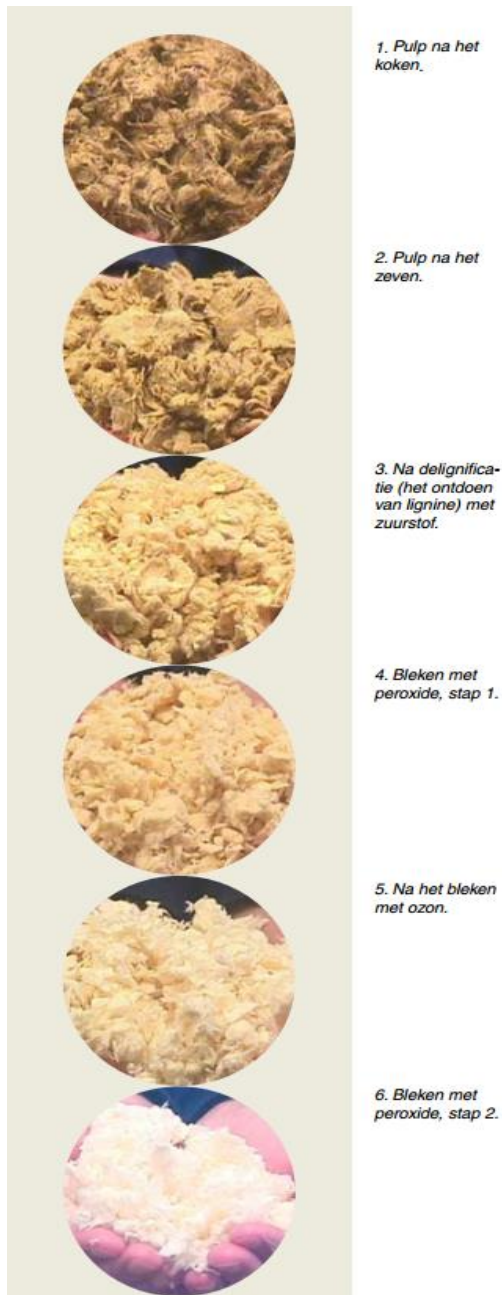 1. Pulp na het
koken.
2. Pulp na het
zeven.
3. Na delignifica-
tie (het ontdoen
van lignine) met
zuurstof.
4. Bleken met
peroxide, stap 1.
5. Na het bleken
met ozon.
6. Bleken met
peroxide, stap 2.